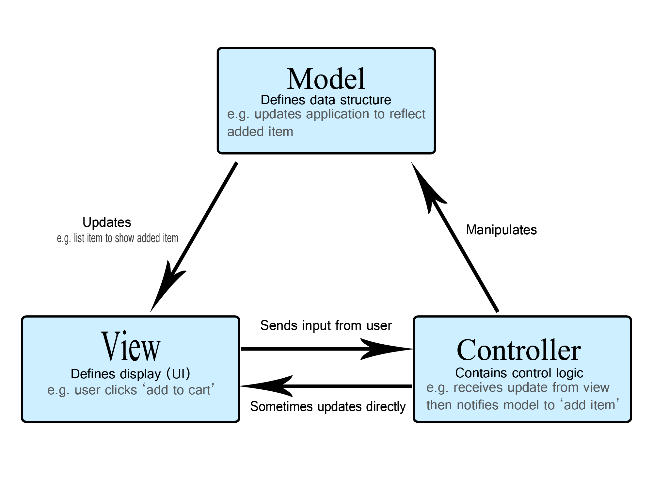 Model
Defines data structure
e.g. updates application to reflect
added item
Updates
e.g. list item to show added item
Manipulates
View
Defines display (UI)
e.g. user clicks ‘add to cart’
Sends input from user
Sometimes updates directly
Controller
Contains control logic
e.g. receives update from view
then notifies model to ‘add item’